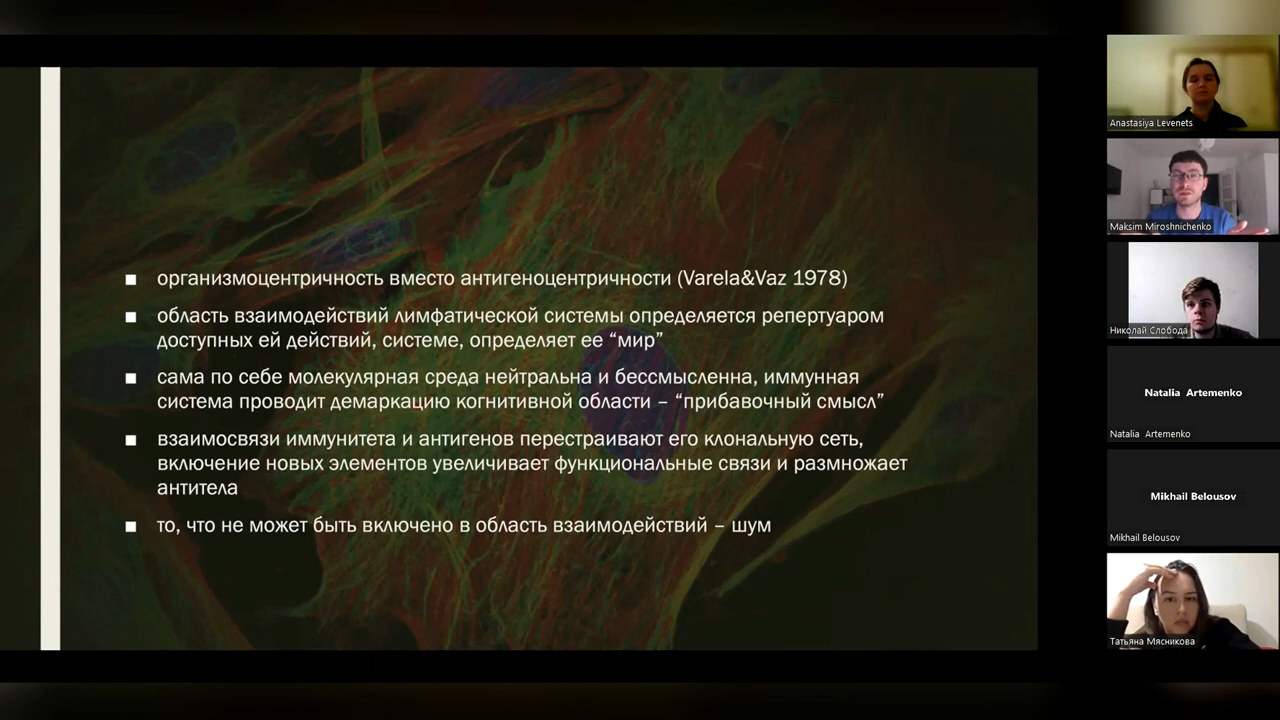 организмоцентричность вместо антигеноцентричности (Varela&Vaz 1978)
область взаимодействий лимфатической системы определяется репертуаром
доступных ей действий, системе, определяет ее “мир”
сама по себе молекулярная среда нейтральна и бессмысленна, иммунная
система проводит демаркацию когнитивной области – “прибавочный смысл”
взаимосвязи иммунитета и антигенов перестраивают его клональную сеть,
включение новых элементов увеличивает функциональные связи и размножает
антитела
то, что не может быть включено в область взаимодействий – шум
Anastasiya Levenets
Maksim Miroshnichenko
Николай Слобода
Natalia Artemenko
Natalia Artemenko
Mikhail Belousov
Mikhail Belousov
Татьяна Мясникова